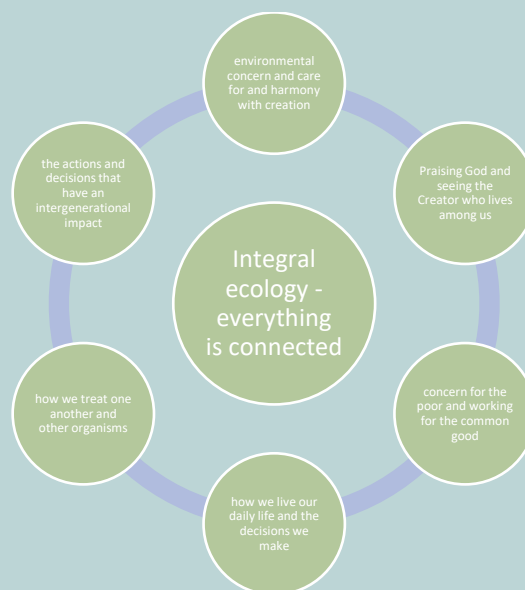 environmental
concern and care
for and harmony
with creation
Praising God and
seeing the
Creator who lives
among us
concern for the
poor and working
for the common
good
how we live our
daily life and the
decisions we
make
how we treat one
another and
other organisms
the actions and
decisions that
have an
intergenerational
impact
Integral
ecology -
everything
is connected